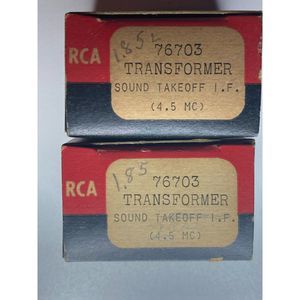 1.85
RCA
76703
TRANSFORMER
SOUND TAKEOFF I.F.
(4.5 MC)
1.85
RCA
76703
TRANSFORMER
SOUND TAKEOFF I.F.
(4.5 MC)